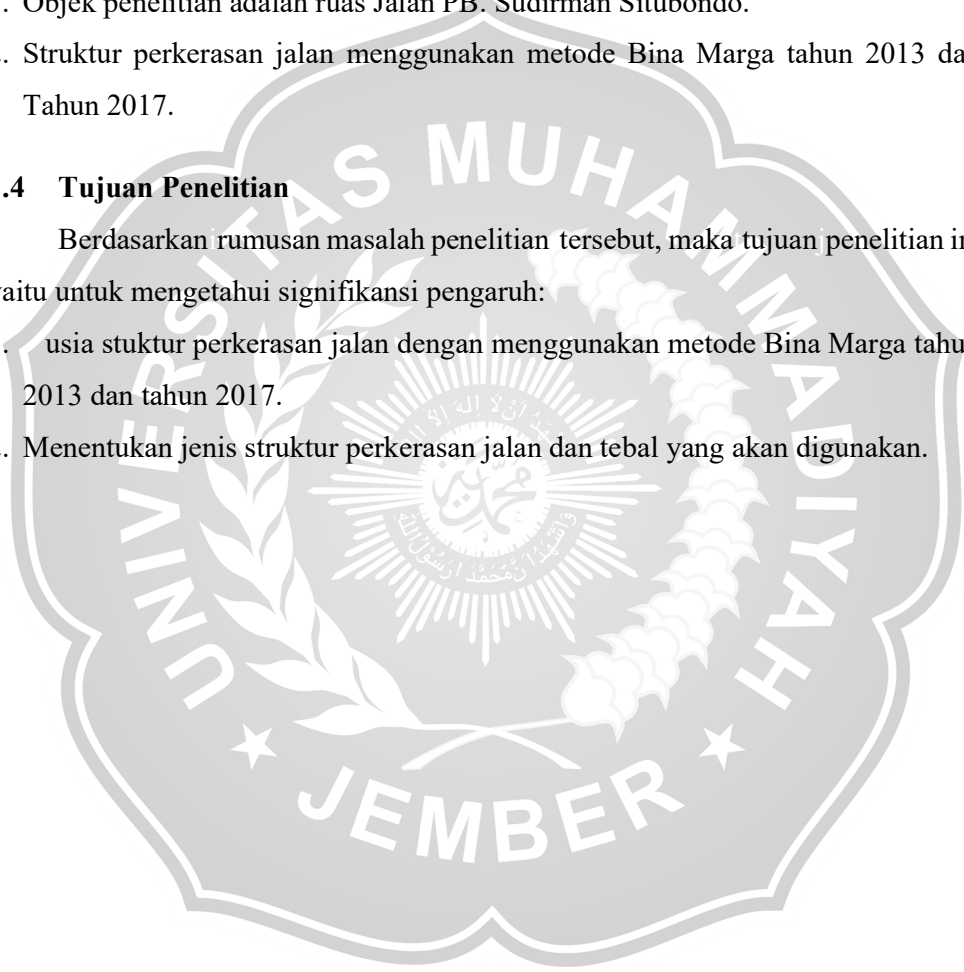 . Objek penelitian adalah ruas Jalan PB. Sudirman Situbondo.
. Struktur perkerasan jalan menggunakan metode Bina Marga tahun 2013 da
Tahun 2017.
.4 Tujuan Penelitian
Berdasarkan rumusan masalah penelitian tersebut, maka tujuan penelitian in
yaitu untuk mengetahui signifikansi pengaruh:
. usia stuktur perkerasan jalan dengan menggunakan metode Bina Marga tahu
2013 dan tahun 2017.
. Menentukan jenis struktur perkerasan jalan dan tebal yang akan digunakan.
UNIVERSITAS MUHAMMADIYAH
JEMBER